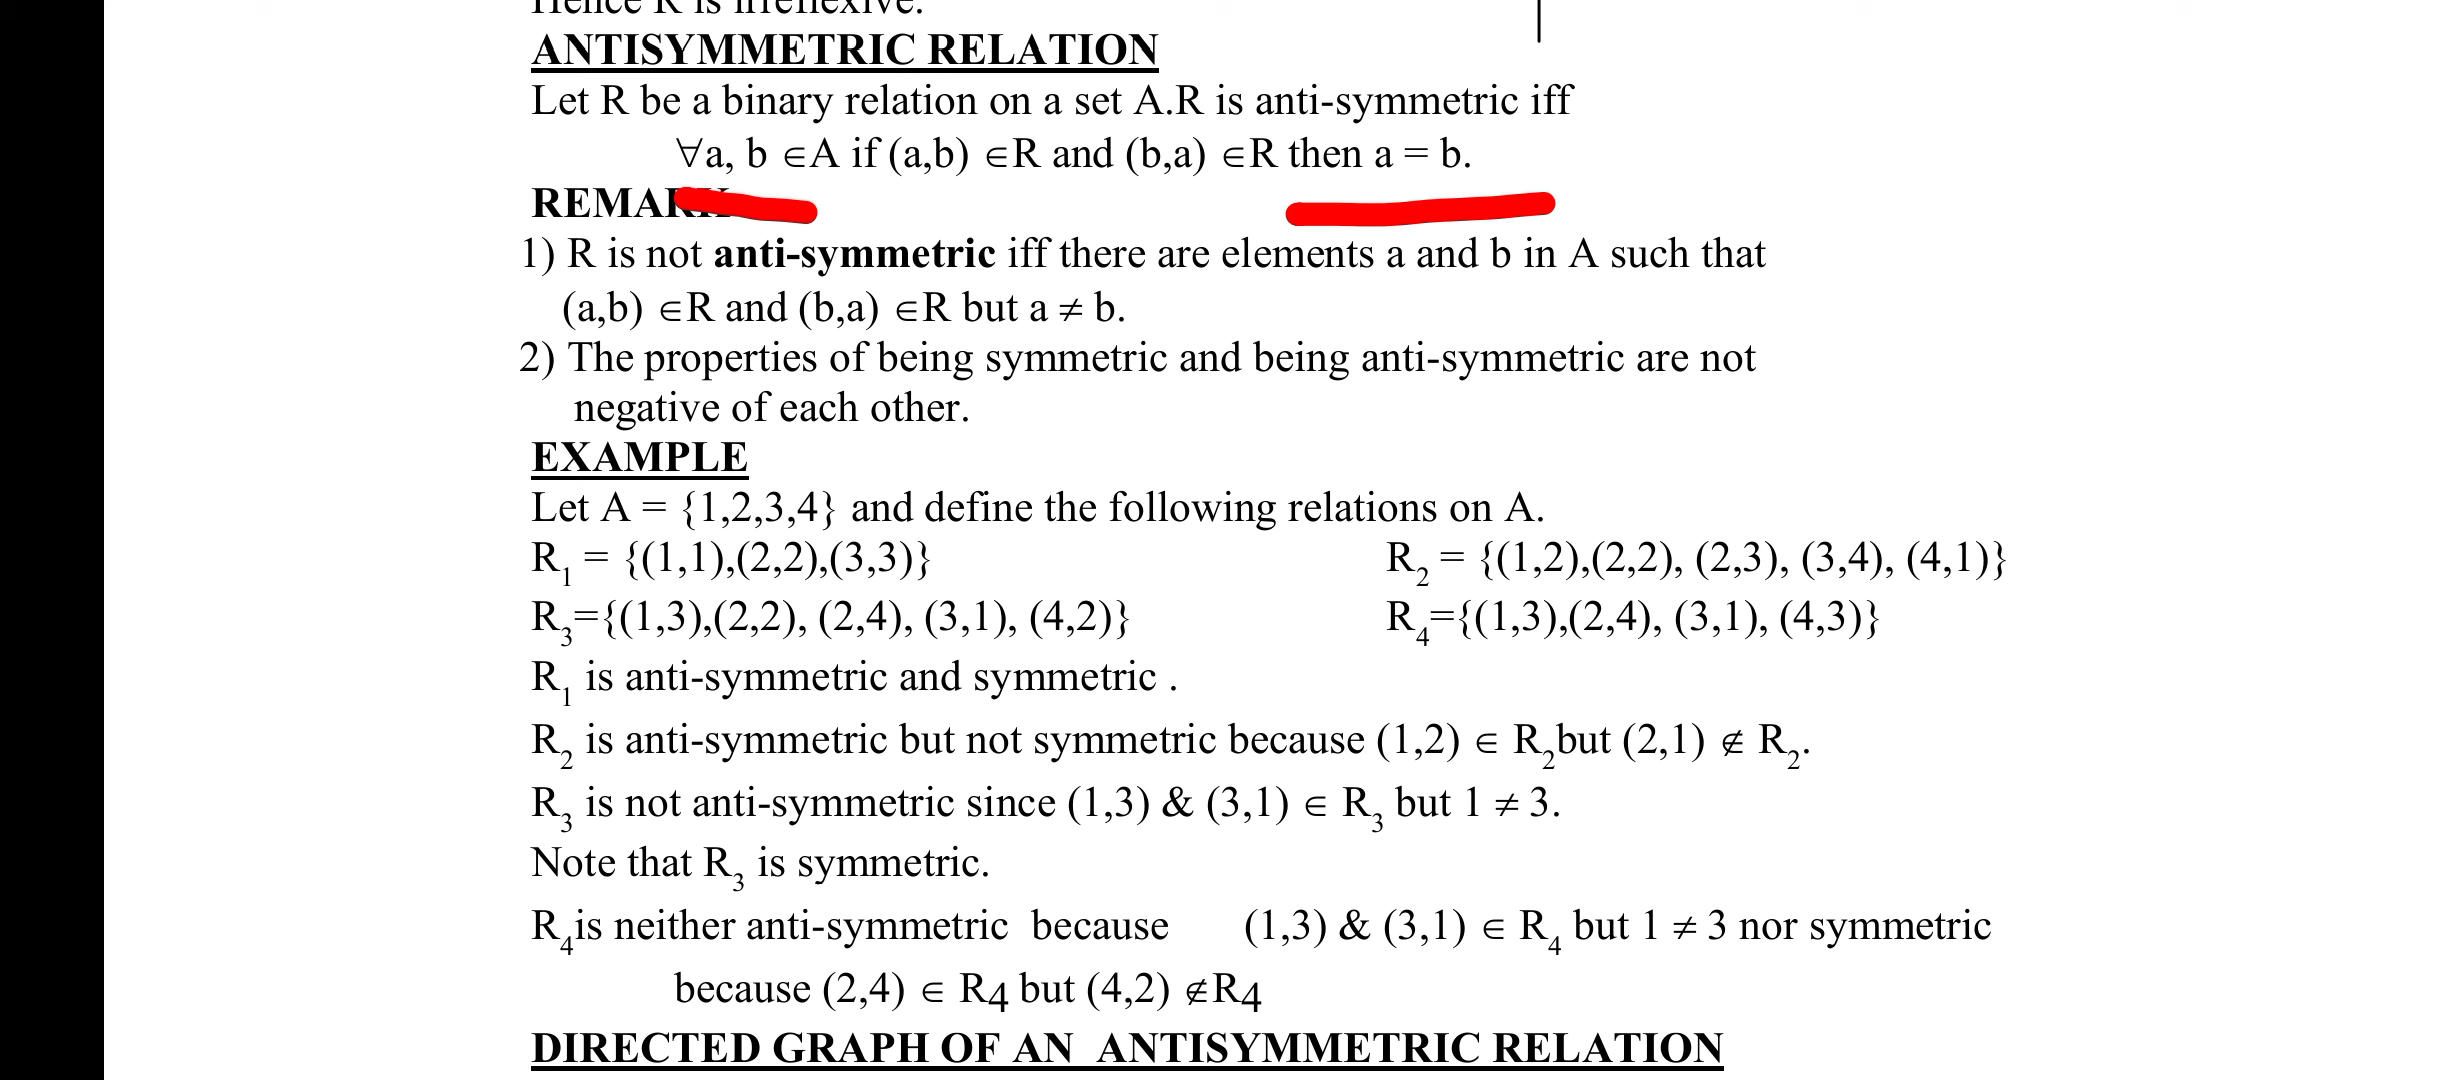 Hence R is irreflexive.
ANTISYMMETRIC RELATION
Let R be a binary relation on a set A.R is anti-symmetric iff
∀a, b ∈A if (a,b) ∈R and (b,a) ∈R then a = b.
REMARK
1) R is not anti-symmetric iff there are elements a and b in A such that
(a,b) ∈R and (b,a) ∈R but a ≠ b.
2) The properties of being symmetric and being anti-symmetric are not
negative of each other.
EXAMPLE
Let A = {1,2,3,4} and define the following relations on A.
R₁ = {(1,1),(2,2),(3,3)} R₂ = {(1,2),(2,2), (2,3), (3,4), (4,1)}
R₃={(1,3),(2,2), (2,4), (3,1), (4,2)} R₄={(1,3),(2,4), (3,1), (4,3)}
R₁ is anti-symmetric and symmetric .
R₂ is anti-symmetric but not symmetric because (1,2) ∈ R₂but (2,1) ∉ R₂.
R₃ is not anti-symmetric since (1,3) & (3,1) ∈ R₃ but 1 ≠ 3.
Note that R₃ is symmetric.
R₄is neither anti-symmetric because (1,3) & (3,1) ∈ R₄ but 1 ≠ 3 nor symmetric
because (2,4) ∈ R4 but (4,2) ∉R4
DIRECTED GRAPH OF AN ANTISYMMETRIC RELATION